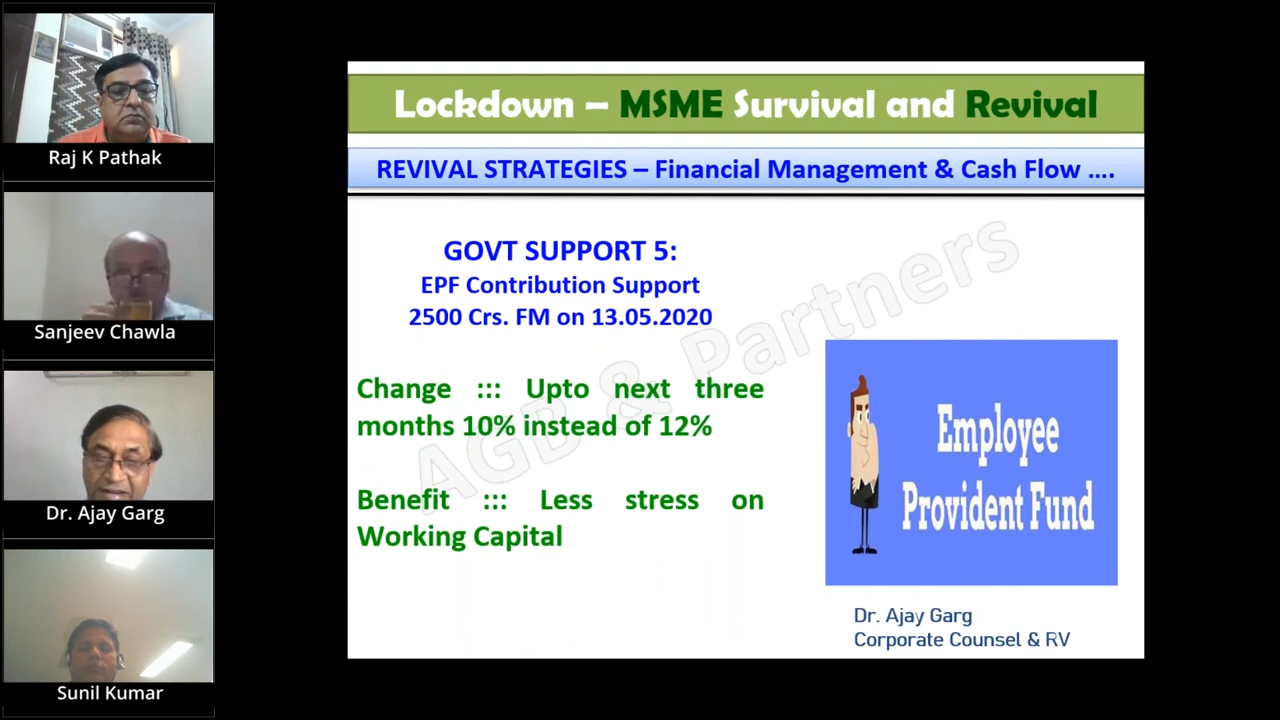 Raj K Pathak
Sanjeev Chawla
Dr. Ajay Garg
Sunil Kumar
Lockdown – MSME Survival and Revival
REVIVAL STRATEGIES – Financial Management & Cash Flow ....
GOVT SUPPORT 5:
EPF Contribution Support
2500 Crs. FM on 13.05.2020
Change ::: Upto next three
months 10% instead of 12%
Benefit ::: Less stress on
Working Capital
AGB & Partners
Employee
Provident Fund
Dr. Ajay Garg
Corporate Counsel & RV